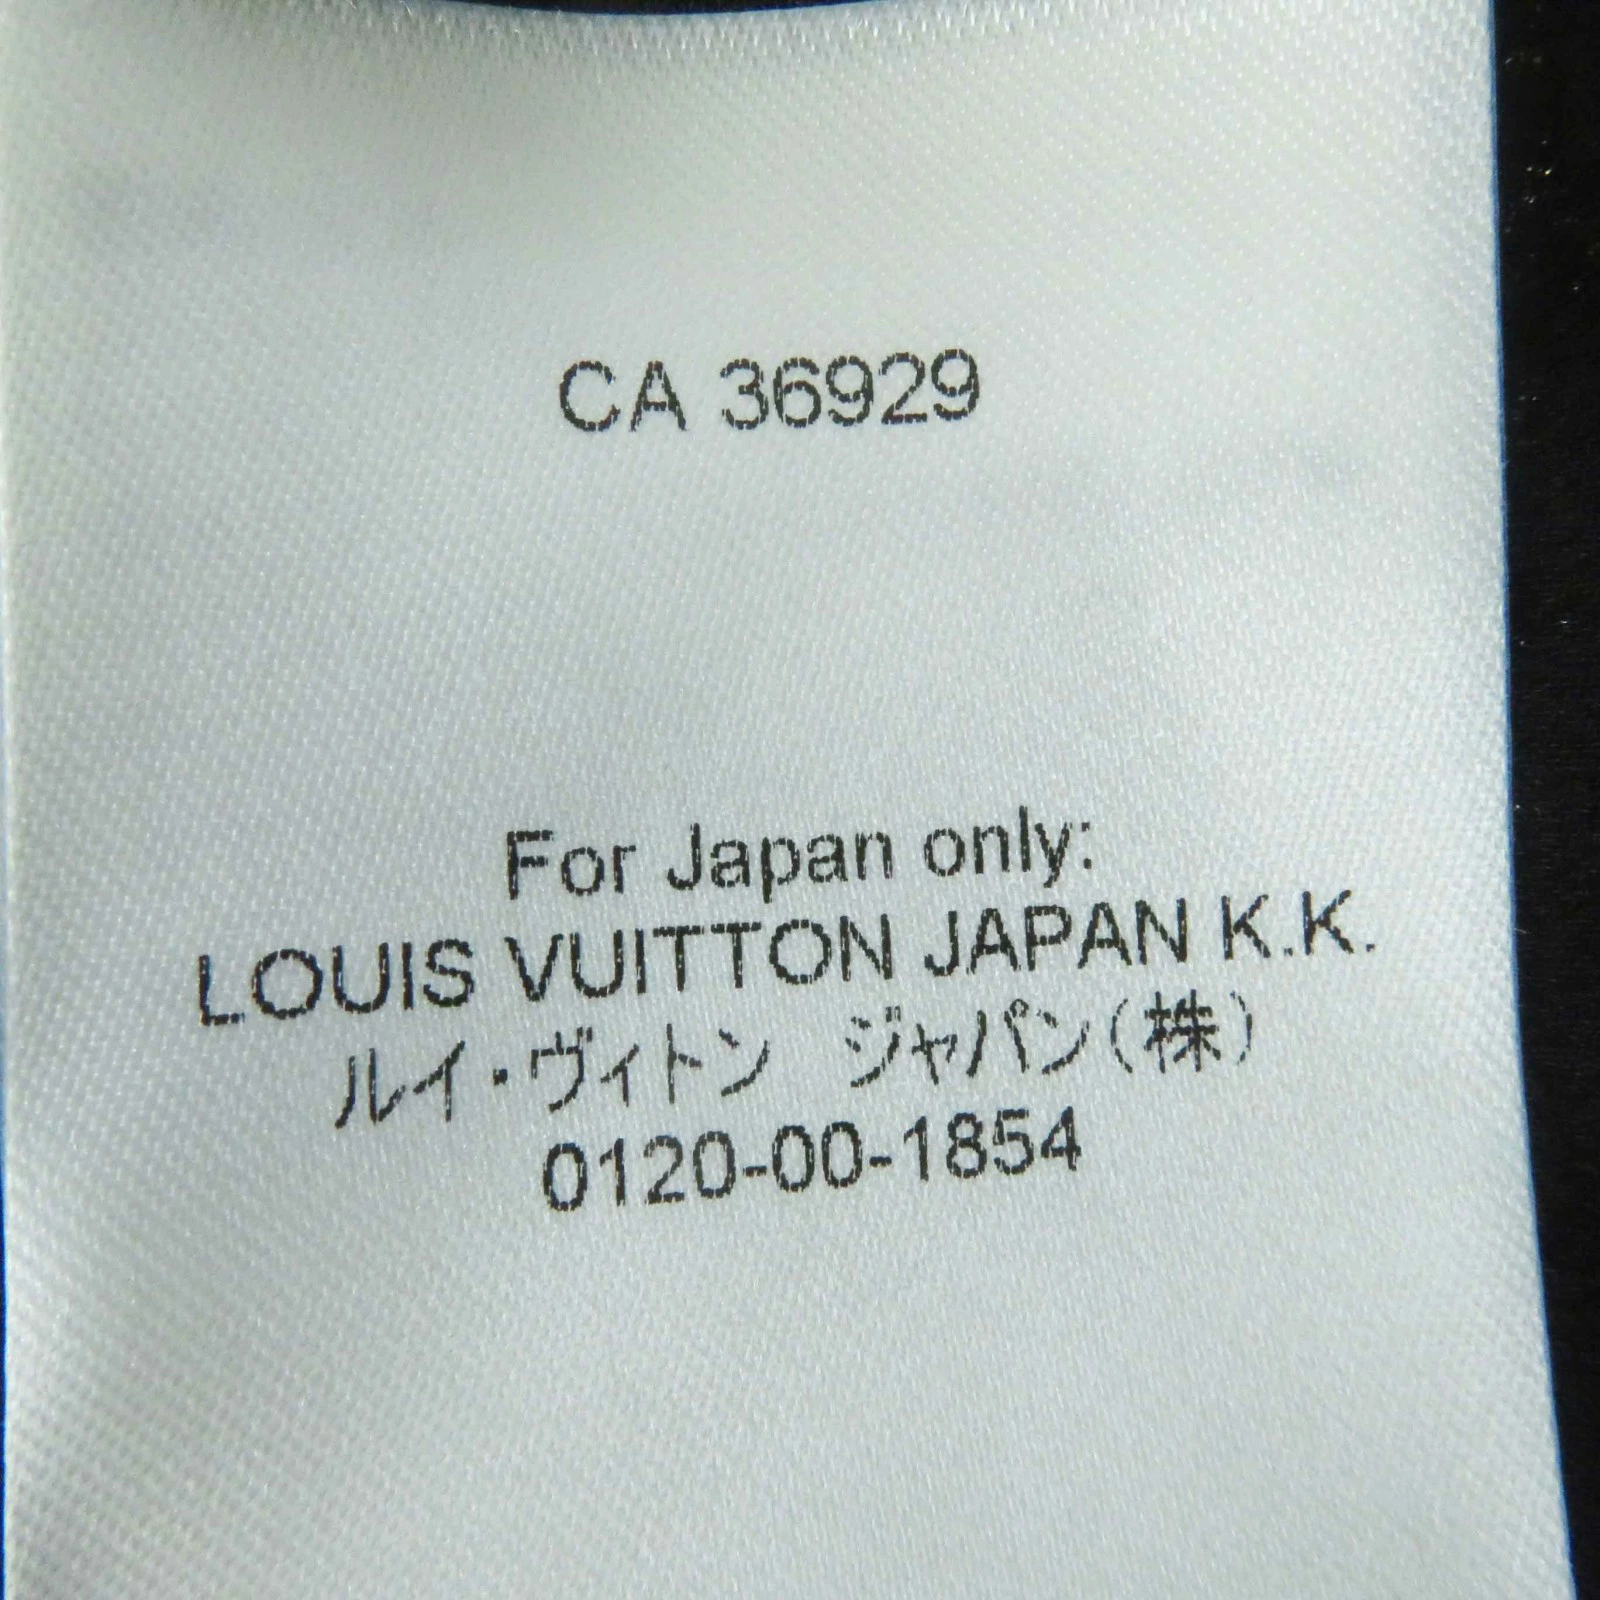 CA 36929
For Japan only:
LOUIS VUITTON JAPAN K.K.
ルイ・ヴィトン ジャパン(株)
0120-00-1854